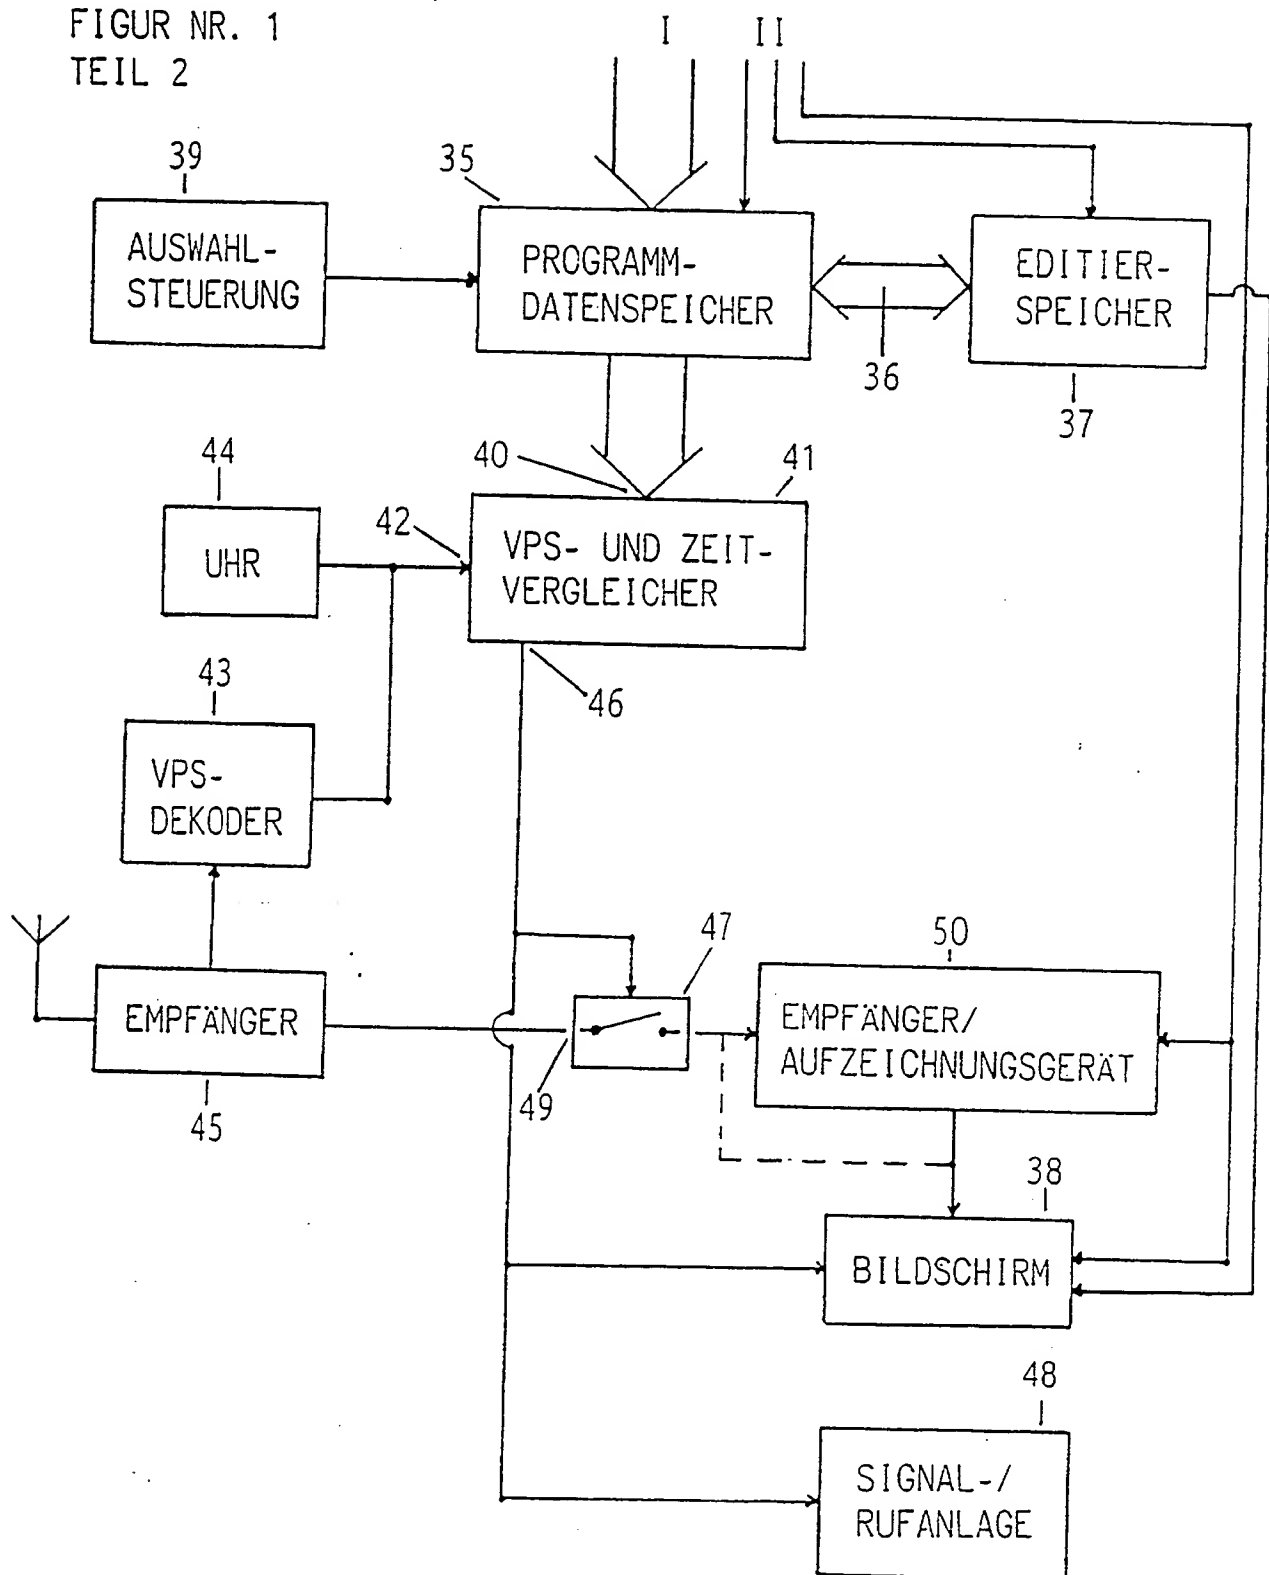 FIGUR NR. 1
TEIL 2
I
II
39
35
AUSWAHL-
STEUERUNG
PROGRAMM-
DATENSPEICHER
EDITIER-
SPEICHER
36
37
44
40
41
42
UHR
VPS- UND ZEIT-
VERGLEICHER
43
46
VPS-
DEKODER
47
50
EMPFÄNGER
EMPFÄNGER/
AUFZEICHNUNGSGERÄT
49
45
38
BILDSCHIRM
48
SIGNAL-/
RUFANLAGE